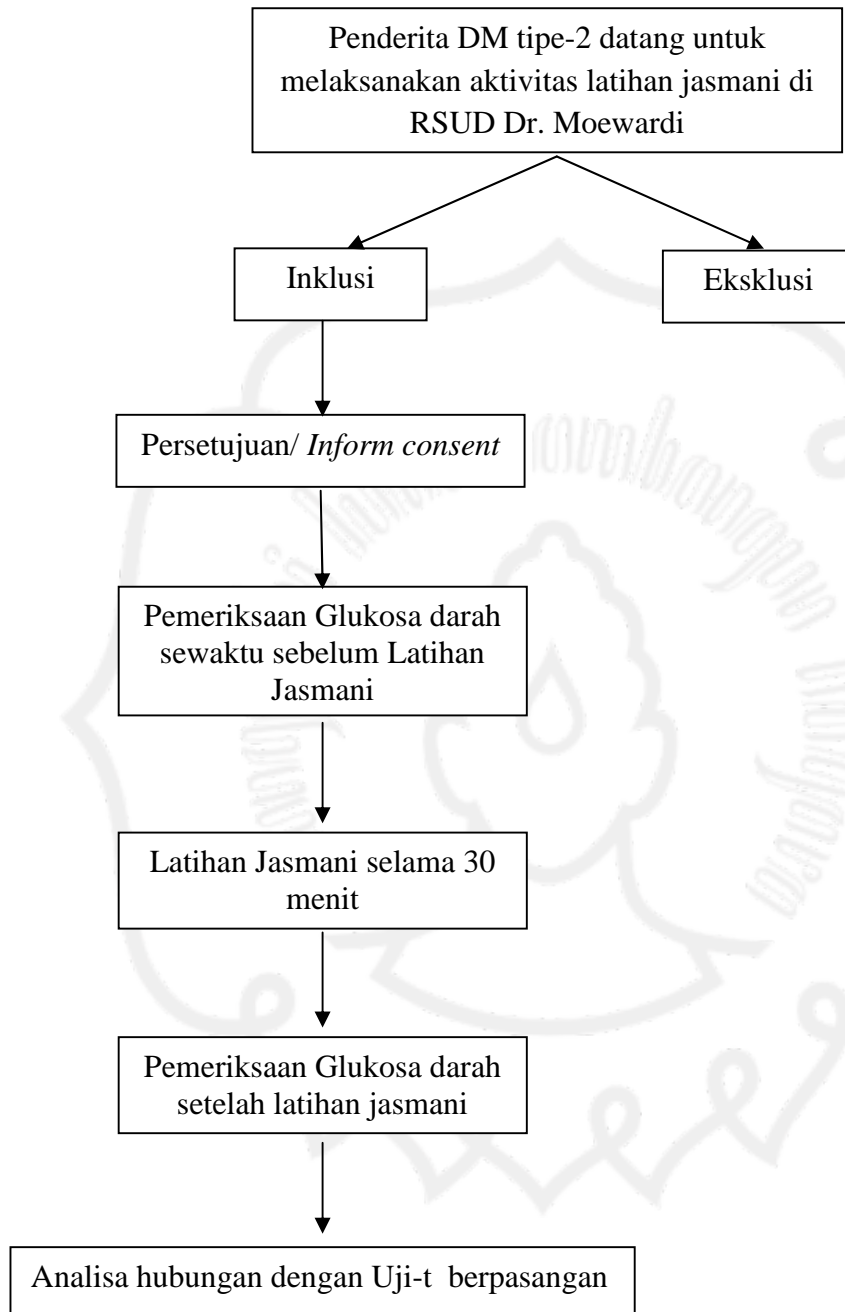 Penderita DM tipe-2 datang untuk
melaksanakan aktivitas latihan jasmani di
RSUD Dr. Moewardi
Inklusi
Eksklusi
Persetujuan/ Inform consent
Pemeriksaan Glukosa darah
sewaktu sebelum Latihan
Jasmani
Latihan Jasmani selama 30
menit
Pemeriksaan Glukosa darah
setelah latihan jasmani
Analisa hubungan dengan Uji-t  berpasangan